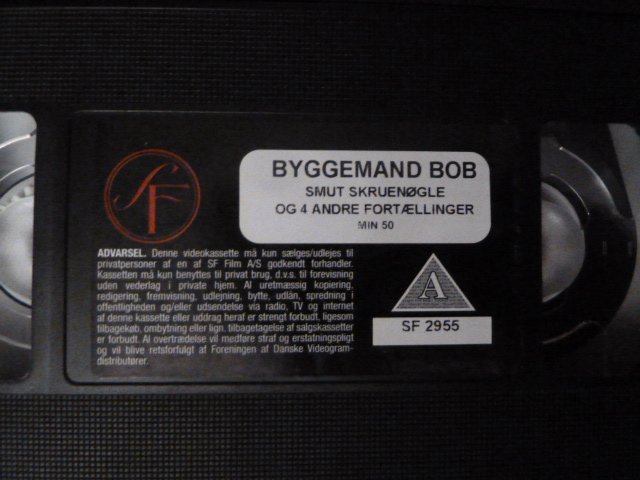 SF
BYGGEMAND BOB
SMUT SKRUENØGLE
OG 4 ANDRE FORTÆLLINGER
MIN 50
ADVARSEL. Denne videokassette må kun sælges/udlejes til
privatpersoner af en af SF Film A/S godkendt forhandler.
Kassetten må kun benyttes til privat brug, d.v.s. til forevisning
uden vederlag i private hjem. Al uretmæssig kopiering,
redigering, fremvisning, udlejning, bytte, udlån, spredning i
offentligheden og/eller udsendelse via radio, TV og internet
af denne kassette eller uddrag heraf er strengt forbudt, ligesom
tilbagekøb, ombytning eller lign. tilbagetagelse af salgskassetter
er forbudt. Al overtrædelse vil medføre straf og erstatningspligt
og vil blive retsforfulgt af Foreningen af Danske Videogram-
distributører.
A
SF 2955